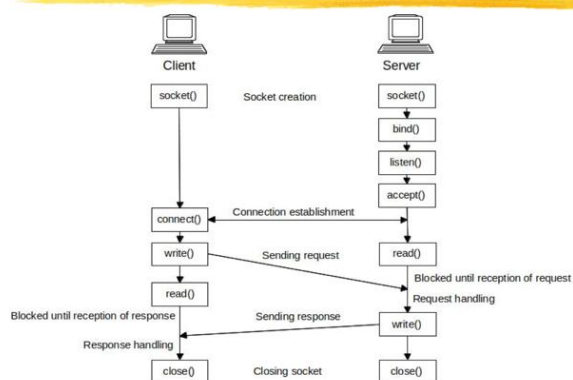 Client Server
socket() Socket creation socket()
bind()
listen()
accept()
Connection establishment
connect()
write() Sending request read()
Blocked until reception of request
read() Request handling
Blocked until reception of response Sending response write()
Response handling
close() Closing socket close()